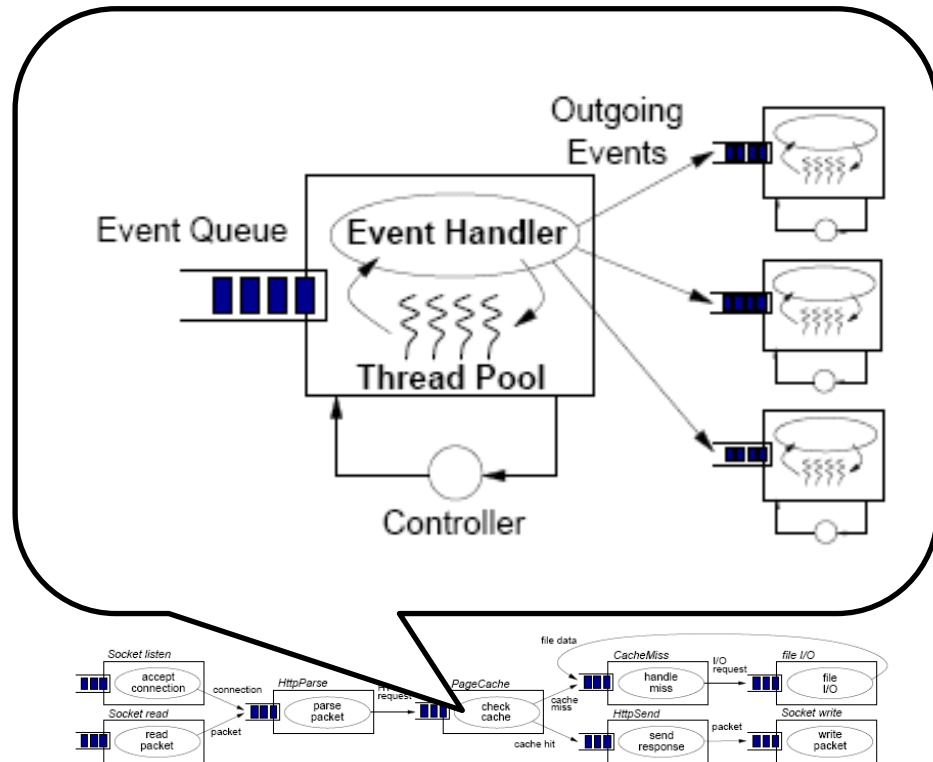 Outgoing
Events
Event Queue
Event Handler
Thread Pool
Controller
Socket listen
accept
connection
connection
Socket read
read
packet
packet
HttpParse
parse
packet
request
PageCache
check
cache
cache
miss
cache hit
file data
CacheMiss
handle
miss
I/O
request
file I/O
file
I/O
HttpSend
send
response
packet
Socket write
write
packet